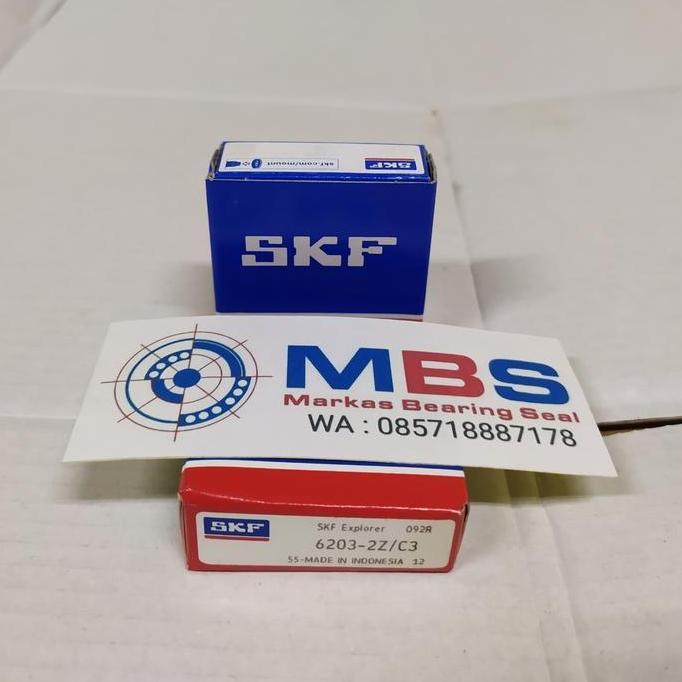 skf.com/mount
SKF
SKF
MBS
Markas Bearing Seal
WA : 085718887178
SKF
SKF Explorer 092R
6203-2Z/C3
55-MADE IN INDONESIA 12